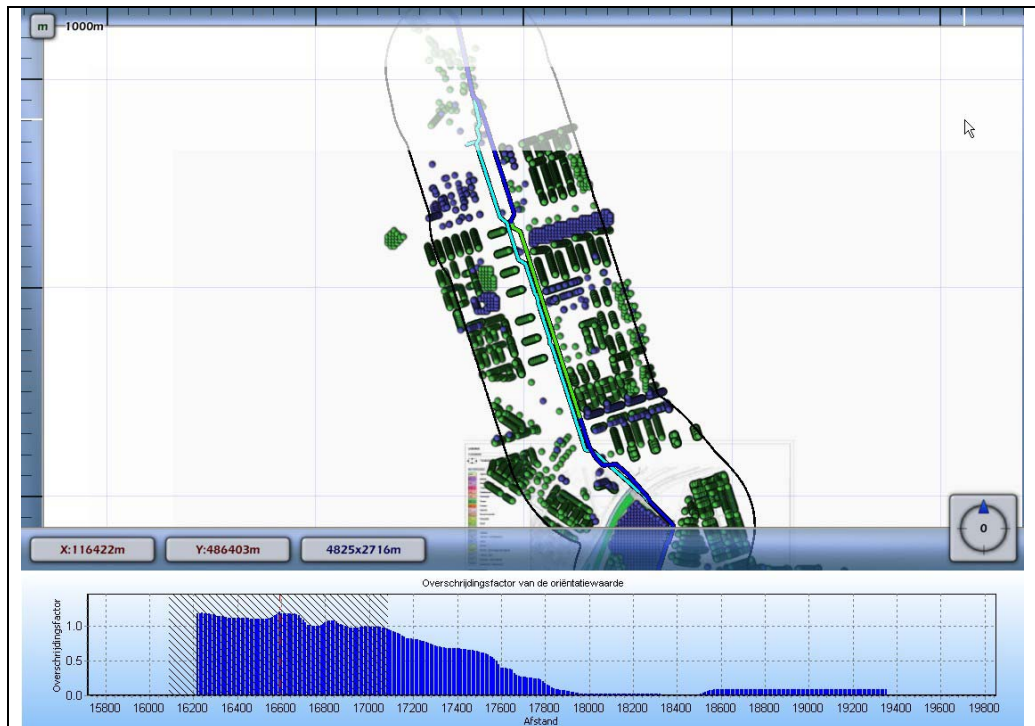 m
1000m
X:116422m
Y:486403m
4825x2716m
0
Overschrijdingsfactor van de oriëntatiewaarde
Overschrijdingsfactor
1.0
0.5
0.0
15800 16000 16200 16400 16600 16800 17000 17200 17400 17600 17800 18000 18200 18400 18600 18800 19000 19200 19400 19600 19800
Afstand